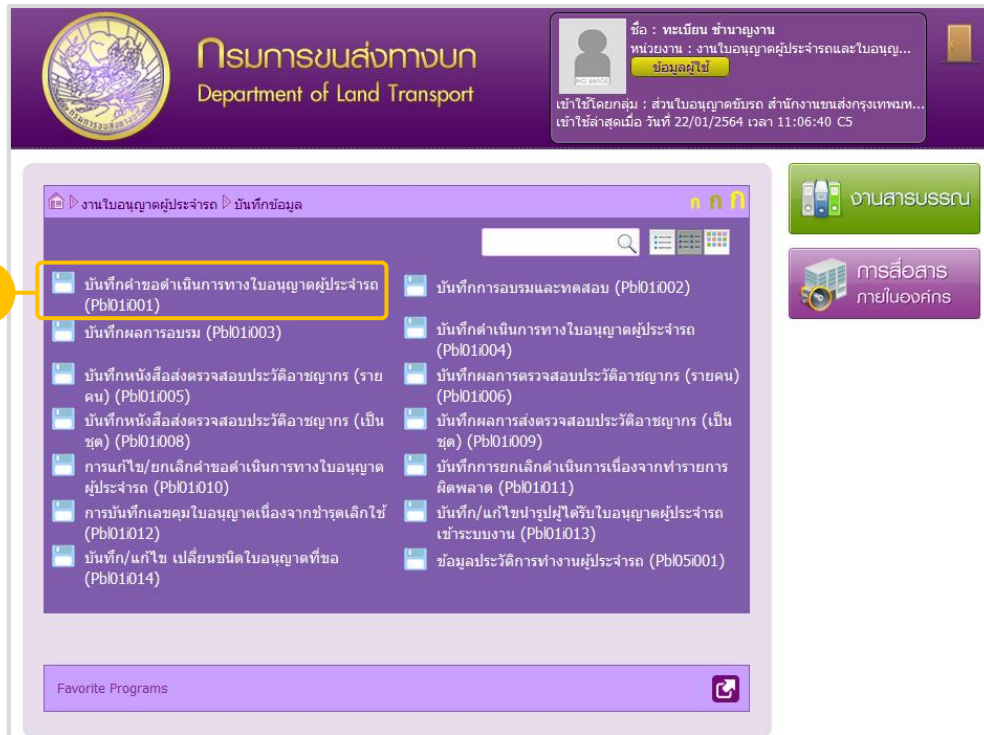 กรมการขนส่งทางบก
Department of Land Transport
ชื่อ : ทะเบียน ชำนาญงาน
หน่วยงาน : งานใบอนุญาตผู้ประจำรถและใบอนุญ...
ข้อมูลผู้ใช้
NO IMAGE
เข้าใช้โดยกลุ่ม : ส่วนใบอนุญาตขับรถ สำนักงานขนส่งกรุงเทพมห...
เข้าใช้ล่าสุดเมื่อ วันที่ 22/01/2564 เวลา 11:06:40 C5
งานใบอนุญาตผู้ประจำรถ บันทึกข้อมูล
ก ก ก
งานสารบรรณ
การสื่อสาร
ภายในองค์กร
บันทึกคำขอดำเนินการทางใบอนุญาตผู้ประจำรถ
(Pbl01i001)
บันทึกการอบรมและทดสอบ (Pbl01i002)
บันทึกผลการอบรม (Pbl01i003)
บันทึกดำเนินการทางใบอนุญาตผู้ประจำรถ
(Pbl01i004)
บันทึกหนังสือส่งตรวจสอบประวัติอาชญากร (ราย
คน) (Pbl01i005)
บันทึกผลการตรวจสอบประวัติอาชญากร (รายคน)
(Pbl01i006)
บันทึกหนังสือส่งตรวจสอบประวัติอาชญากร (เป็น
ชุด) (Pbl01i008)
บันทึกผลการส่งตรวจสอบประวัติอาชญากร (เป็น
ชุด) (Pbl01i009)
การแก้ไข/ยกเลิกคำขอดำเนินการทางใบอนุญาต
ผู้ประจำรถ (Pbl01i010)
บันทึกการยกเลิกดำเนินการเนื่องจากทำรายการ
ผิดพลาด (Pbl01i011)
การบันทึกเลขคุมใบอนุญาตเนื่องจากชำรุดเลิกใช้
(Pbl01i012)
บันทึก/แก้ไขนำรูปผู้ได้รับใบอนุญาตผู้ประจำรถ
เข้าระบบงาน (Pbl01i013)
บันทึก/แก้ไข เปลี่ยนชนิดใบอนุญาตที่ขอ
(Pbl01i014)
ข้อมูลประวัติการทำงานผู้ประจำรถ (Pbl05i001)
Favorite Programs